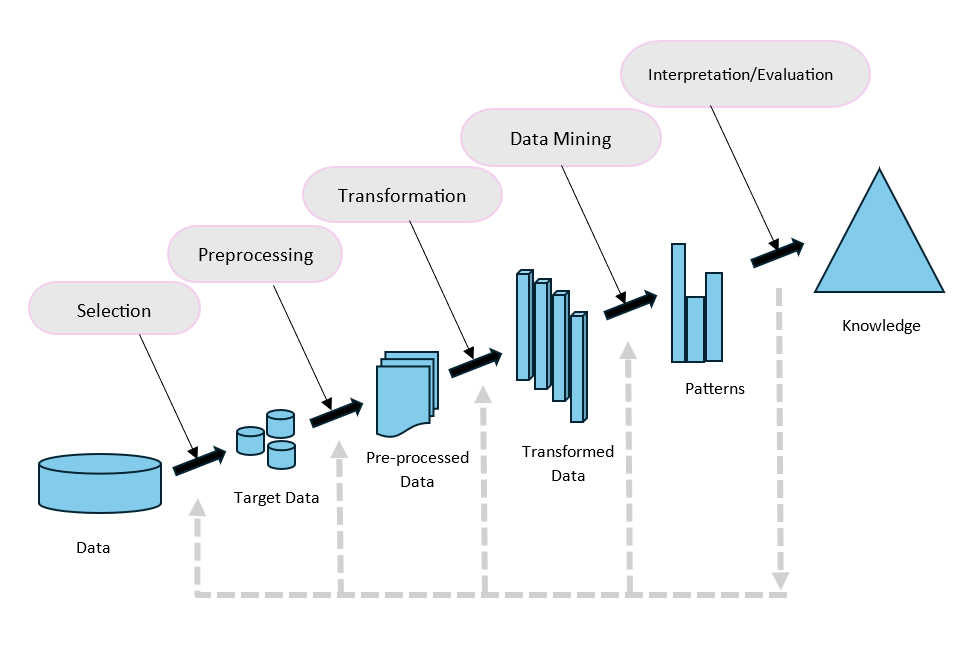 Interpretation/Evaluation
Data Mining
Transformation
Preprocessing
Selection
Knowledge
Patterns
Transformed
Data
Pre-processed
Data
Target Data
Data